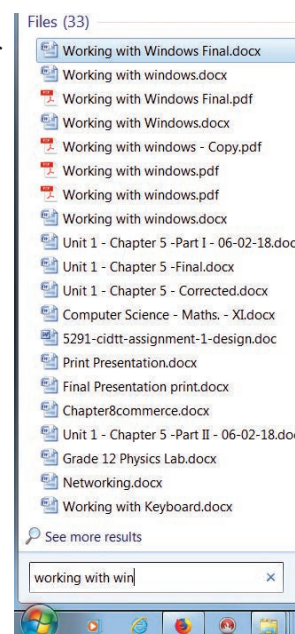 Files (33)
Working with Windows Final.docx
Working with windows.docx
Working with Windows Final.pdf
Working with Windows.docx
Working with windows - Copy.pdf
Working with windows.pdf
Working with windows.pdf
Working with windows.docx
Unit 1 - Chapter 5 -Part I - 06-02-18.doc
Unit 1 - Chapter 5 -Final.docx
Unit 1 - Chapter 5 - Corrected.docx
Computer Science - Maths. - XI.docx
5291-cidtt-assignment-1-design.doc
Print Presentation.docx
Final Presentation print.docx
Chapter8commerce.docx
Unit 1 - Chapter 5 -Part II - 06-02-18.doc
Grade 12 Physics Lab.docx
Networking.docx
Working with Keyboard.docx
See more results
working with win